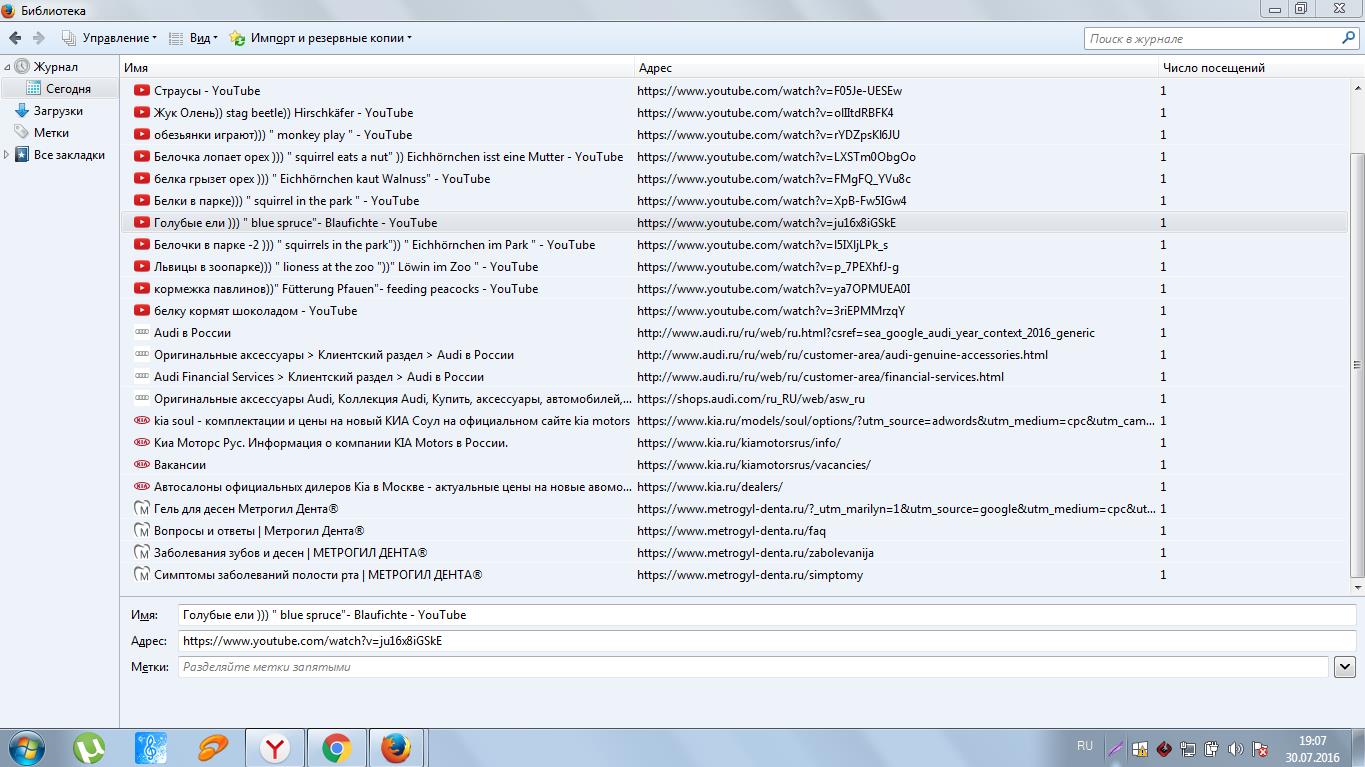 Библиотека
Управление Вид Импорт и резервные копии Поиск в журнале
Журнал
Сегодня
Загрузки
Метки
Все закладки
Имя Адрес Число посещений
Страусы - YouTube https://www.youtube.com/watch?v=F05Je-UESEw 1
Жук Олень)) stag beetle)) Hirschkäfer - YouTube https://www.youtube.com/watch?v=olIItdRBFK4 1
обезьянки играют))) " monkey play " - YouTube https://www.youtube.com/watch?v=rYDZpsKl6JU 1
Белочка лопает орех ))) " squirrel eats a nut" )) Eichhörnchen isst eine Mutter - YouTube https://www.youtube.com/watch?v=LXSTm0ObgOo 1
белка грызет орех ))) " Eichhörnchen kaut Walnuss" - YouTube https://www.youtube.com/watch?v=FMgFQ_YVu8c 1
Белки в парке))) " squirrel in the park " - YouTube https://www.youtube.com/watch?v=XpB-Fw5IGw4 1
Голубые ели ))) " blue spruce"- Blaufichte - YouTube https://www.youtube.com/watch?v=ju16x8iGSkE 1
Белочки в парке -2 ))) " squirrels in the park")) " Eichhörnchen im Park " - YouTube https://www.youtube.com/watch?v=I5IXljLPk_s 1
Львицы в зоопарке))) " lioness at the zoo "))" Löwin im Zoo " - YouTube https://www.youtube.com/watch?v=p_7PEXhfJ-g 1
кормежка павлинов))" Fütterung Pfauen"- feeding peacocks - YouTube https://www.youtube.com/watch?v=ya7OPMUEA0I 1
белку кормят шоколадом - YouTube https://www.youtube.com/watch?v=3riEPMMrzqY 1
Audi в России http://www.audi.ru/ru/web/ru.html?csref=sea_google_audi_year_context_2016_generic 1
Оригинальные аксессуары > Клиентский раздел > Audi в России http://www.audi.ru/ru/web/ru/customer-area/audi-genuine-accessories.html 1
Audi Financial Services > Клиентский раздел > Audi в России http://www.audi.ru/ru/web/ru/customer-area/financial-services.html 1
Оригинальные аксессуары Audi, Коллекция Audi, Купить, аксессуары, автомобилей,... https://shops.audi.com/ru_RU/web/asw_ru 1
kia soul - комплектации и цены на новый КИА Соул на официальном сайте kia motors https://www.kia.ru/models/soul/options/?utm_source=adwords&utm_medium=cpc&utm_cam... 1
Киа Моторс Рус. Информация о компании KIA Motors в России. https://www.kia.ru/kiamotorsrus/info/ 1
Вакансии https://www.kia.ru/kiamotorsrus/vacancies/ 1
Автосалоны официальных дилеров Kia в Москве - актуальные цены на новые авомо... https://www.kia.ru/dealers/ 1
Гель для десен Метрогил Дента® https://www.metrogyl-denta.ru/?_utm_marilyn=1&utm_source=google&utm_medium=cpc&ut... 1
Вопросы и ответы | Метрогил Дента® https://www.metrogyl-denta.ru/faq 1
Заболевания зубов и десен | МЕТРОГИЛ ДЕНТА® https://www.metrogyl-denta.ru/zabolevanija 1
Симптомы заболеваний полости рта | МЕТРОГИЛ ДЕНТА® https://www.metrogyl-denta.ru/simptomy 1
Имя: Голубые ели ))) " blue spruce"- Blaufichte - YouTube
Адрес: https://www.youtube.com/watch?v=ju16x8iGSkE
Метки: Разделяйте метки запятыми
RU 19:07
30.07.2016